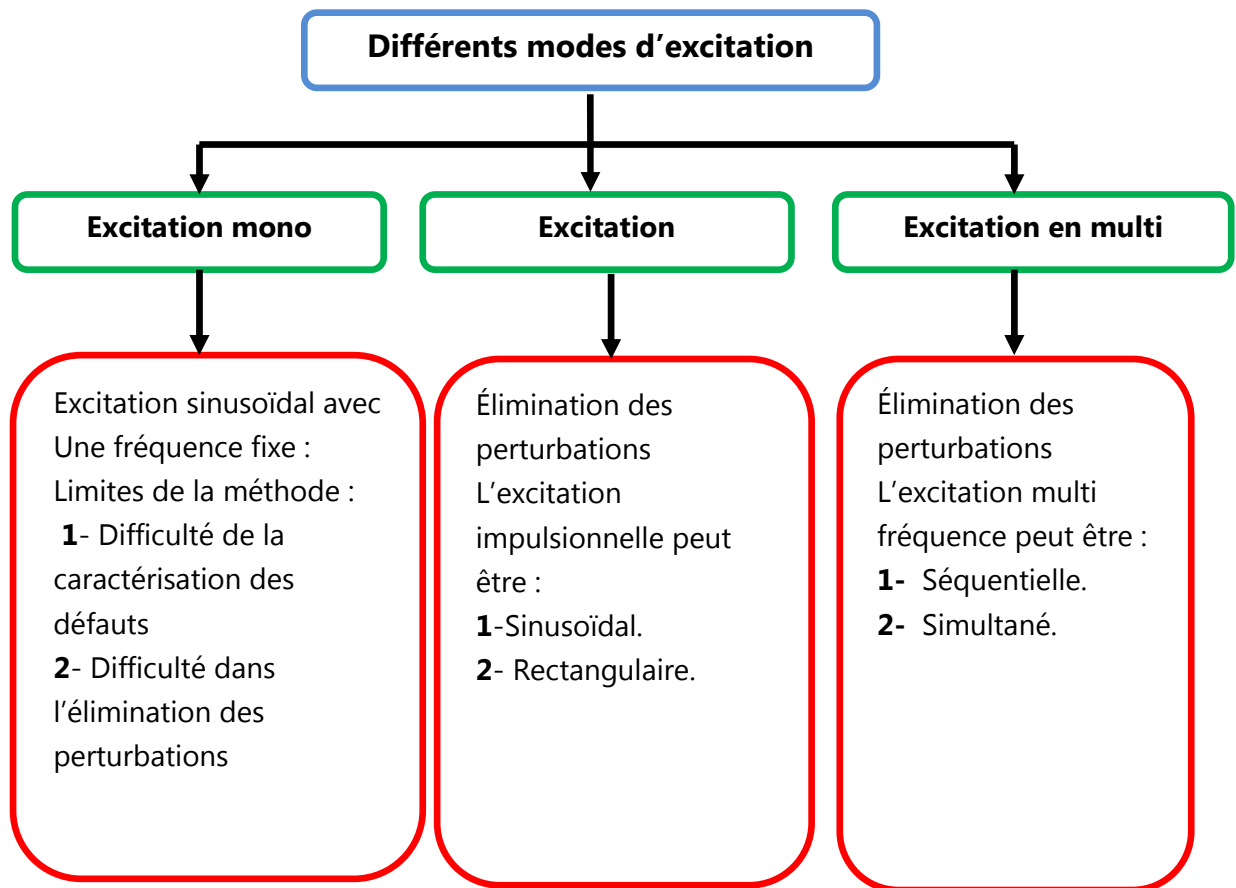 Différents modes d’excitation
Excitation mono
Excitation
Excitation en multi
Excitation sinusoïdal avec
Une fréquence fixe :
Limites de la méthode :
1- Difficulté de la
caractérisation des
défauts
2- Difficulté dans
l’élimination des
perturbations
Élimination des
perturbations
L’excitation
impulsionnelle peut
être :
1-Sinusoïdal.
2- Rectangulaire.
Élimination des
perturbations
L’excitation multi
fréquence peut être :
1- Séquentielle.
2- Simultané.